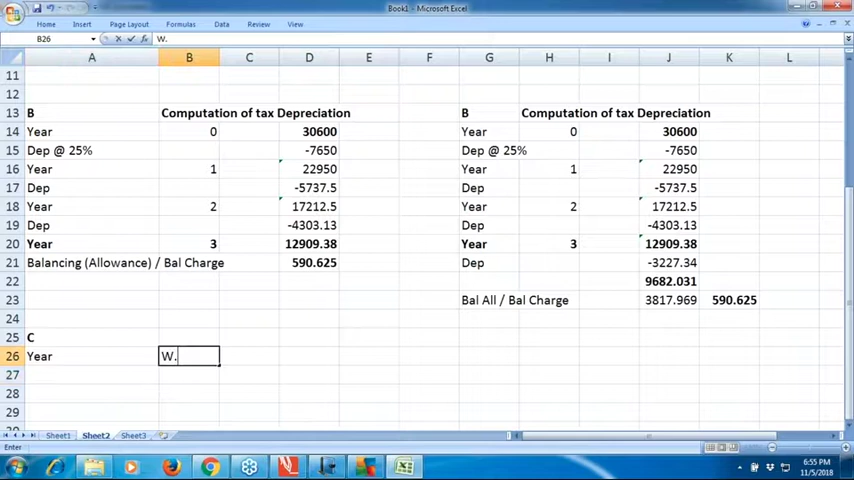 Book1 - Microsoft Excel
Home Insert Page Layout Formulas Data Review View
B26 W.
A B C D E F G H I J K L
11
12
13 B Computation of tax Depreciation B Computation of tax Depreciation
14 Year 0 30600 Year 0 30600
15 Dep @ 25% -7650 Dep @ 25% -7650
16 Year 1 22950 Year 1 22950
17 Dep -5737.5 Dep -5737.5
18 Year 2 17212.5 Year 2 17212.5
19 Dep -4303.13 Dep -4303.13
20 Year 3 12909.38 Year 3 12909.38
21 Balancing (Allowance) / Bal Charge 590.625 Dep -3227.34
22 9682.031
23 Bal All / Bal Charge 3817.969 590.625
24
25 C
26 Year W.
27
28
29
Sheet1 Sheet2 Sheet3
Enter
6:55 PM
11/5/2018